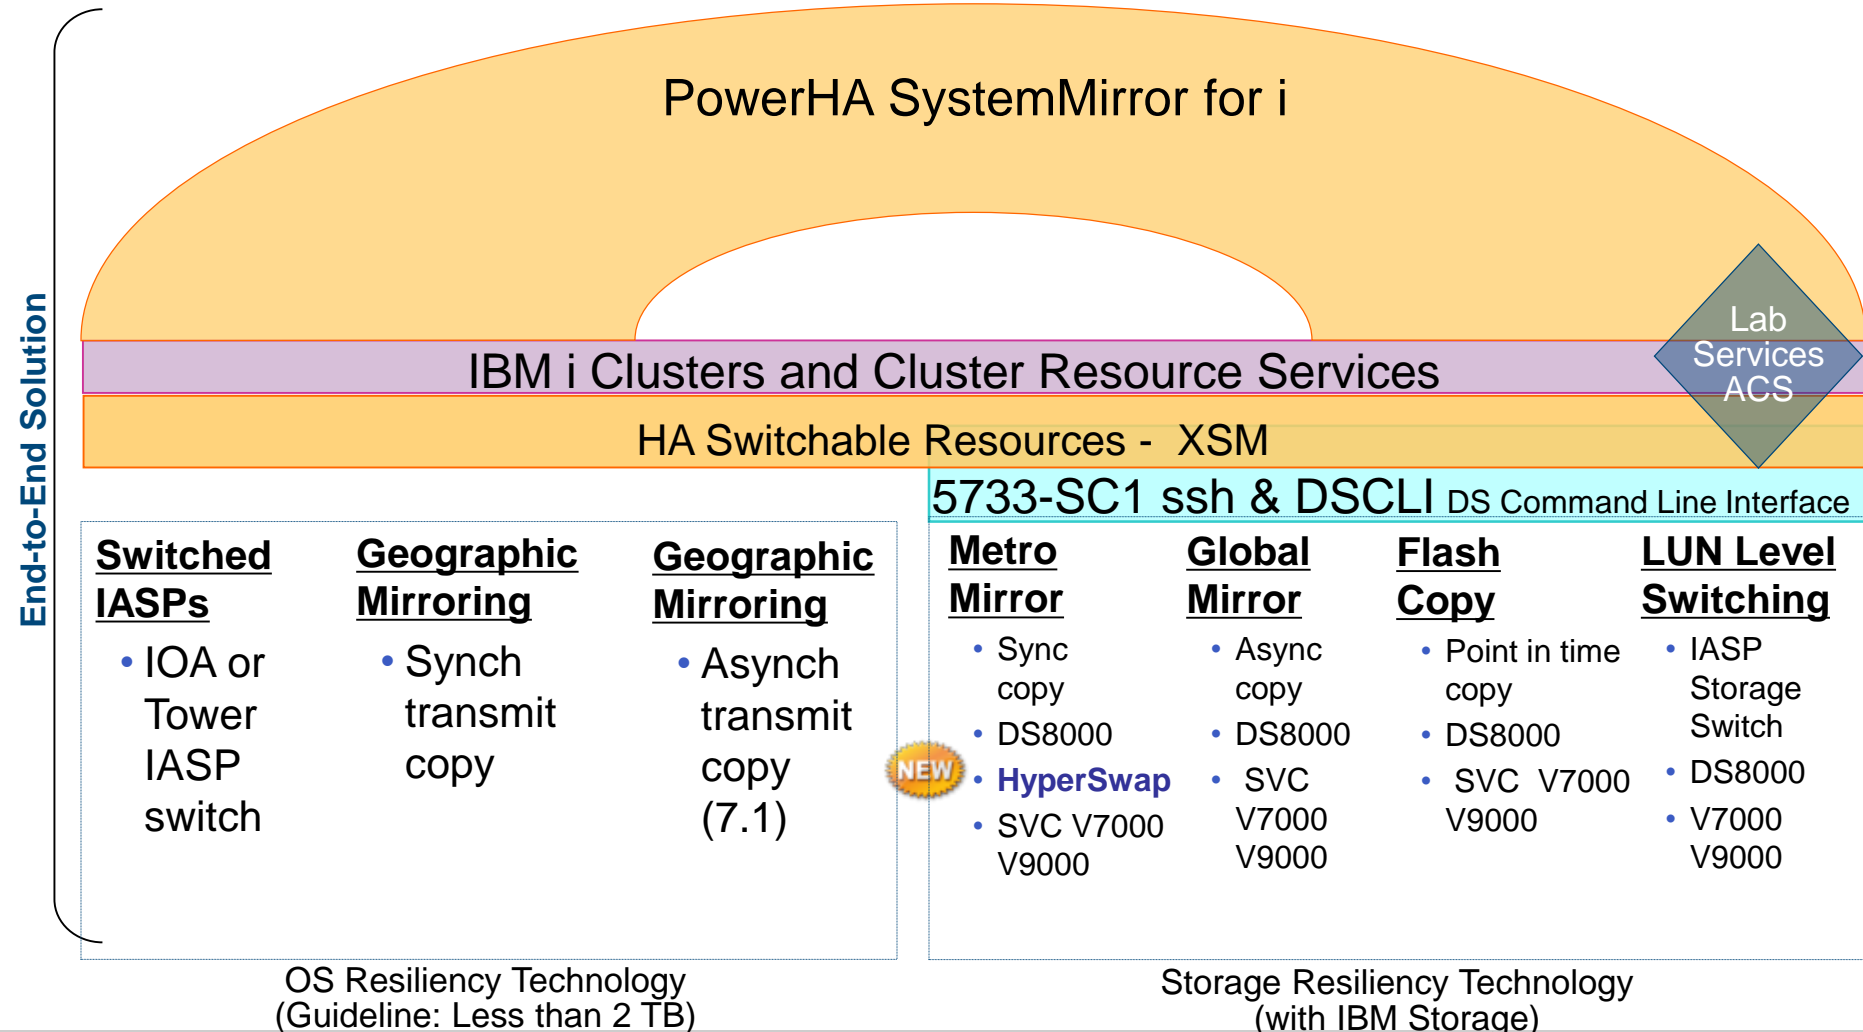 PowerHA SystemMirror for i
End-to-End Solution
Lab
Services
ACS
IBM i Clusters and Cluster Resource Services
HA Switchable Resources - XSM
5733-SC1 ssh & DSCLI DS Command Line Interface
Switched
IASPs
• IOA or
Tower
IASP
switch
Geographic
Mirroring
• Synch
transmit
copy
Geographic
Mirroring
• Asynch
transmit
copy
(7.1)
OS Resiliency Technology
(Guideline: Less than 2 TB)
Metro
Mirror
• Sync
copy
• DS8000
NEW
• HyperSwap
• SVC V7000
V9000
Global
Mirror
• Async
copy
• DS8000
• SVC
V7000
V9000
Flash
Copy
• Point in time
copy
• DS8000
• SVC V7000
V9000
LUN Level
Switching
• IASP
Storage
Switch
• DS8000
• V7000
V9000
Storage Resiliency Technology
(with IBM Storage)